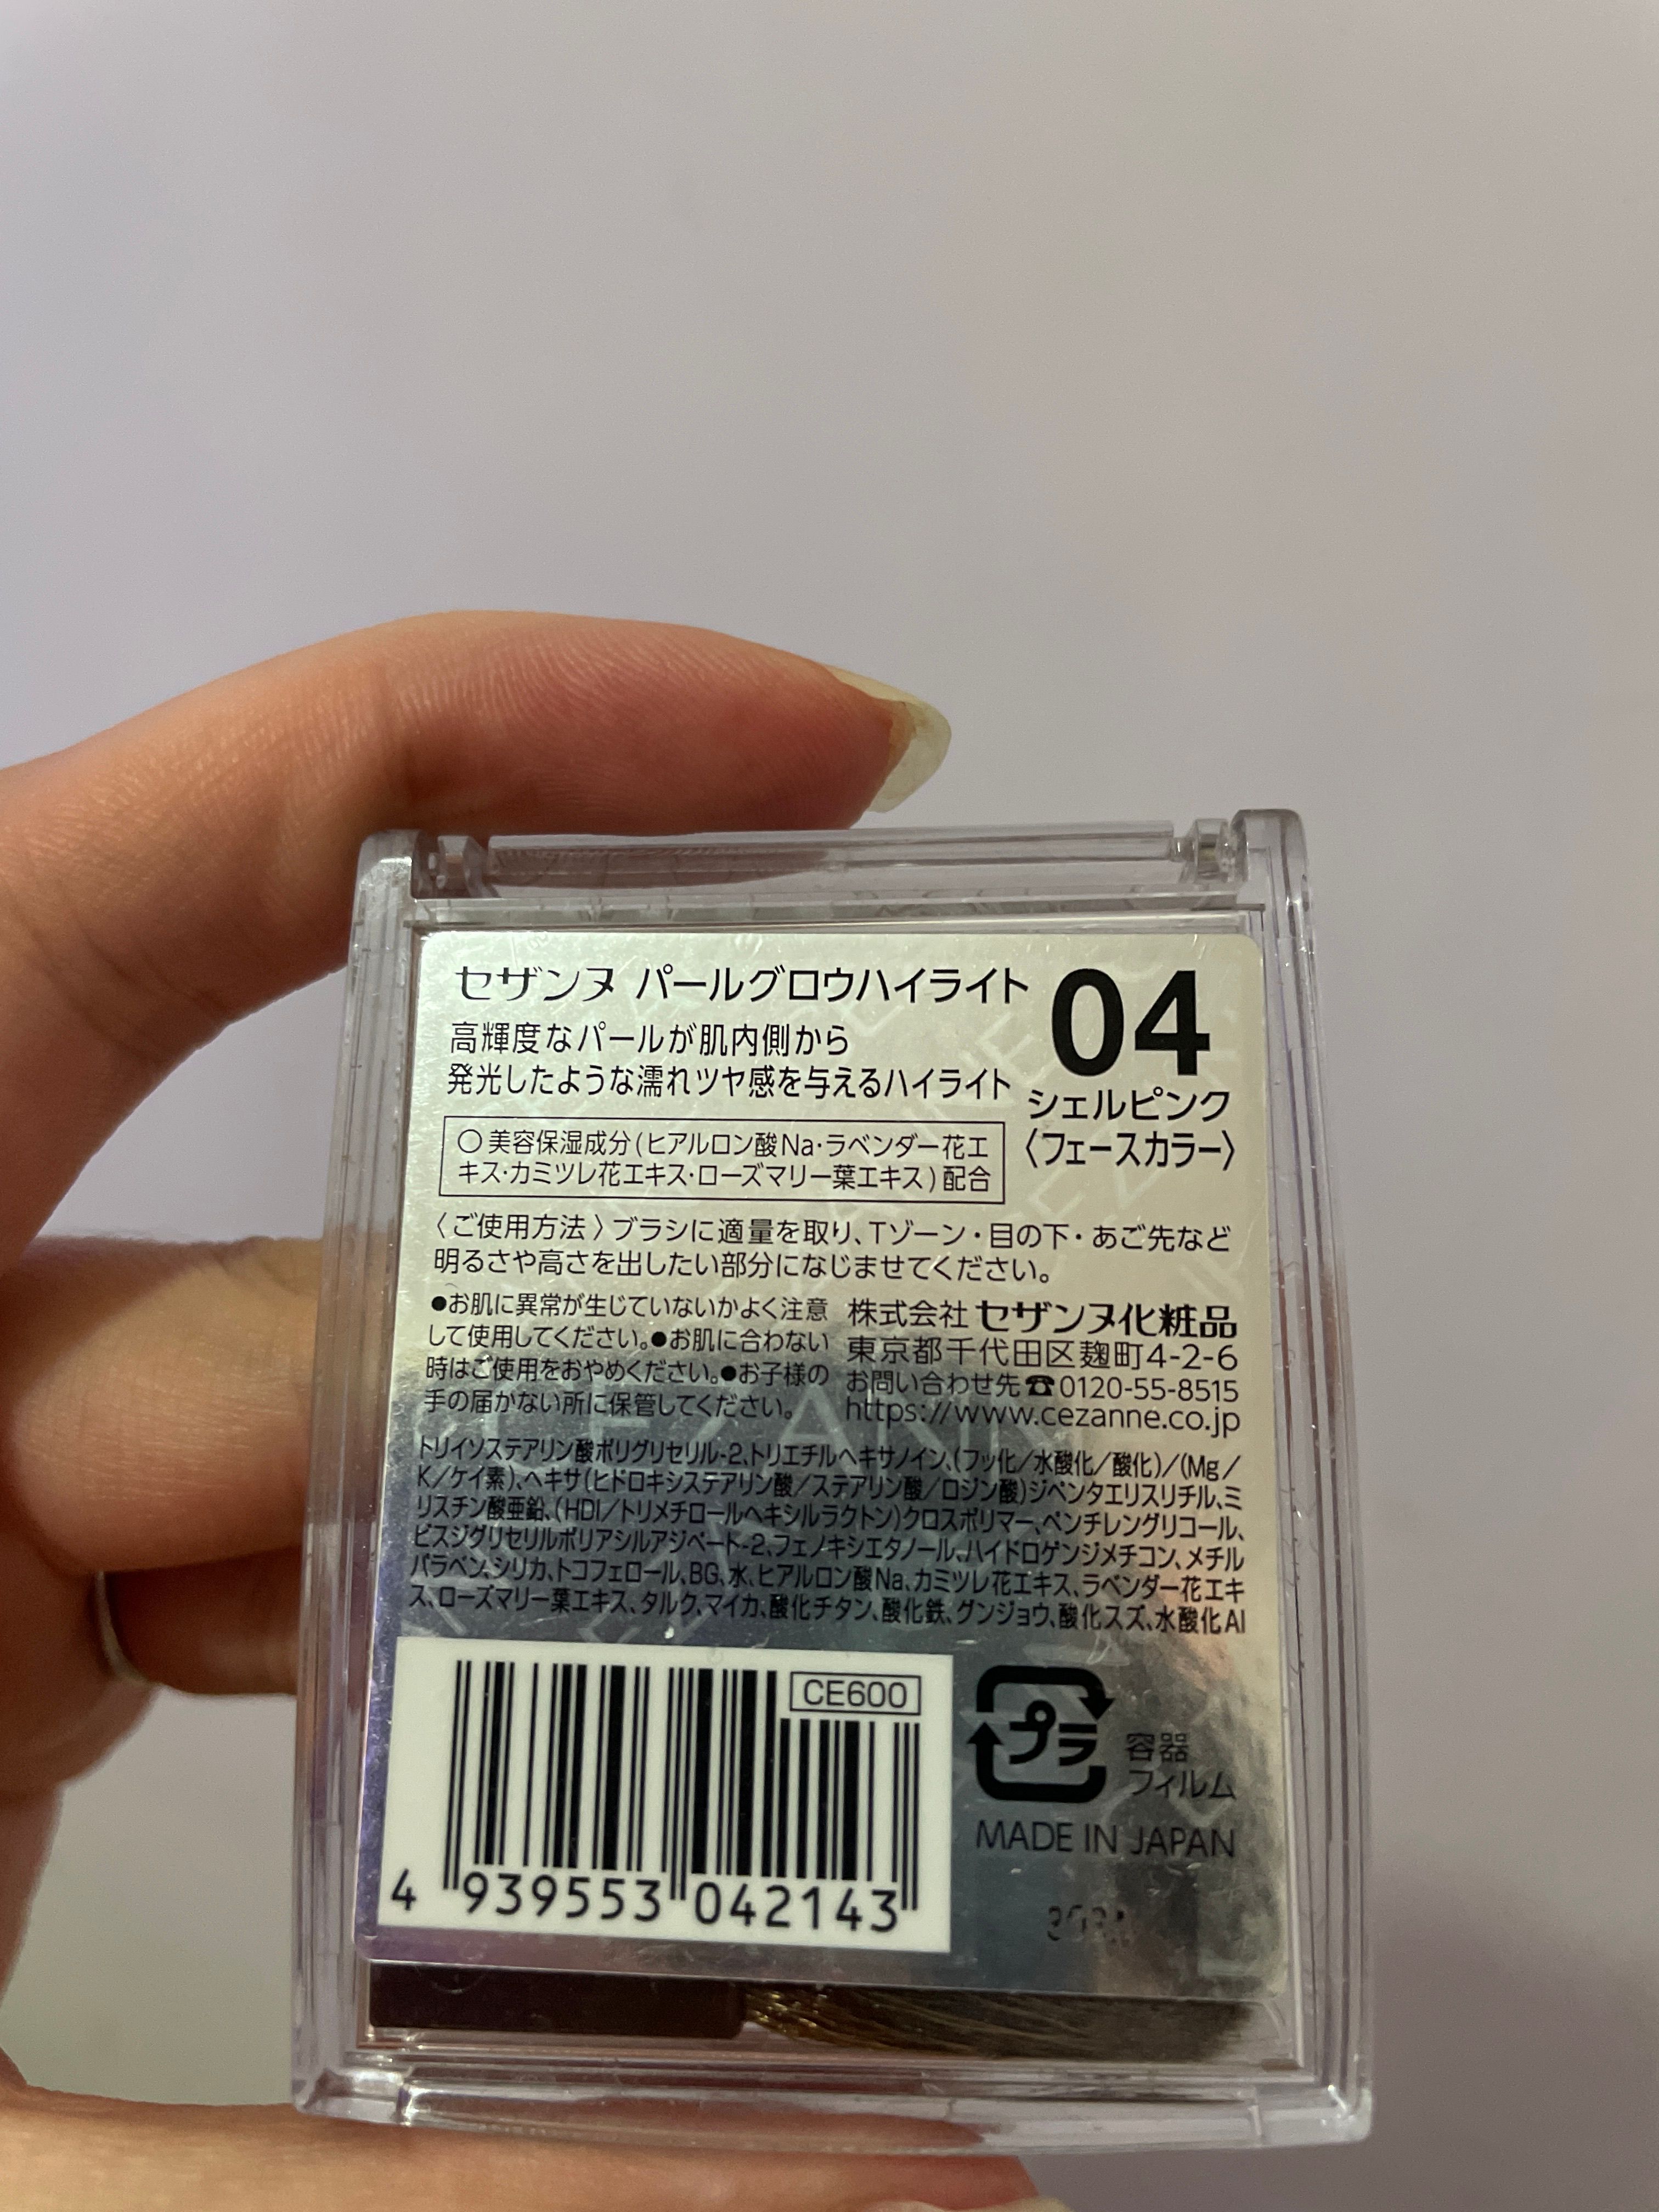 セザンヌ パールグロウハイライト
04
高輝度なパールが肌内側から
発光したような濡れツヤ感を与えるハイライト
シェルピンク
〈フェースカラー〉
○美容保湿成分(ヒアルロン酸Na・ラベンダー花エ
キス・カミツレ花エキス・ローズマリー葉エキス)配合
〈ご使用方法〉ブラシに適量を取り、Tゾーン・目の下・あご先など
明るさや高さを出したい部分になじませてください。
●お肌に異常が生じていないかよく注意
して使用してください。●お肌に合わない
時はご使用をおやめください。●お子様の
手の届かない所に保管してください。
株式会社 セザンヌ化粧品
東京都千代田区麹町4-2-6
お問い合わせ先☎0120-55-8515
https://www.cezanne.co.jp
トリイソステアリン酸ポリグリセリル-2、トリエチルヘキサノイン、(フッ化/水酸化/酸化)/(Mg/
K/ケイ素)、ヘキサ(ヒドロキシステアリン酸/ステアリン酸/ロジン酸)ジペンタエリスリチル、ミ
リスチン酸亜鉛、(HDI/トリメチロールヘキシルラクトン)クロスポリマー、ペンチレングリコール、
ビスジグリセリルポリアシルアジペート-2、フェノキシエタノール、ハイドロゲンジメチコン、メチル
パラベン、シリカ、トコフェロール、BG、水、ヒアルロン酸Na、カミツレ花エキス、ラベンダー花エキ
ス、ローズマリー葉エキス、タルク、マイカ、酸化チタン、酸化鉄、グンジョウ、酸化スズ、水酸化Al
CE600
4 939553 042143
プラ
容器
フィルム
MADE IN JAPAN